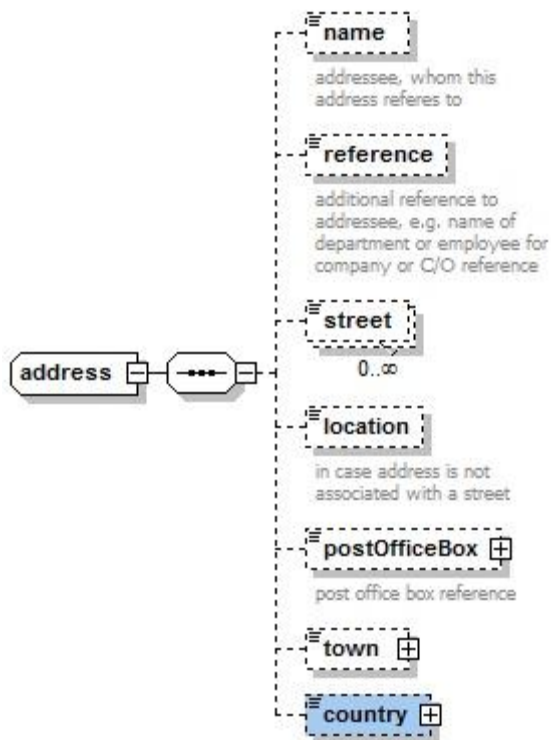 name
addressee, whom this
address referes to
reference
additional reference to
addressee, e.g. name of
department or employee for
company or C/O reference
street
0..∞
address
location
in case address is not
associated with a street
postOfficeBox
post office box reference
town
country